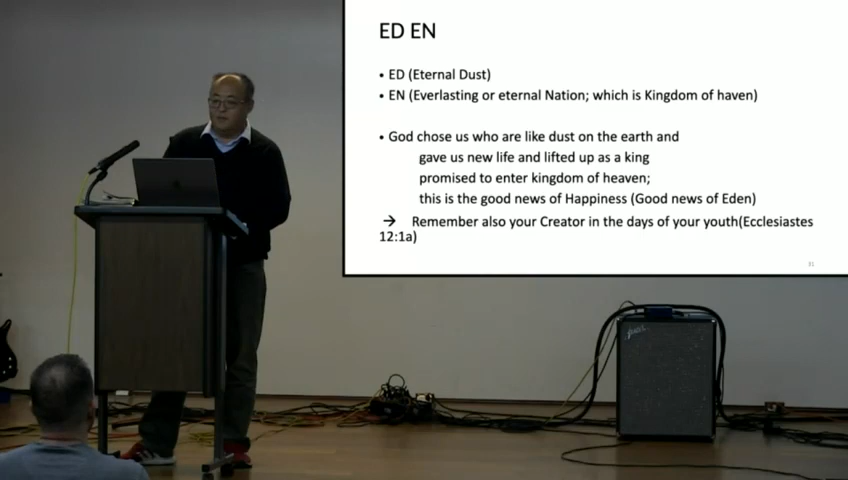 ED EN
• ED (Eternal Dust)
• EN (Everlasting or eternal Nation; which is Kingdom of haven)
• God chose us who are like dust on the earth and
gave us new life and lifted up as a king
promised to enter kingdom of heaven;
this is the good news of Happiness (Good news of Eden)
→ Remember also your Creator in the days of your youth(Ecclesiastes
12:1a)
Fender